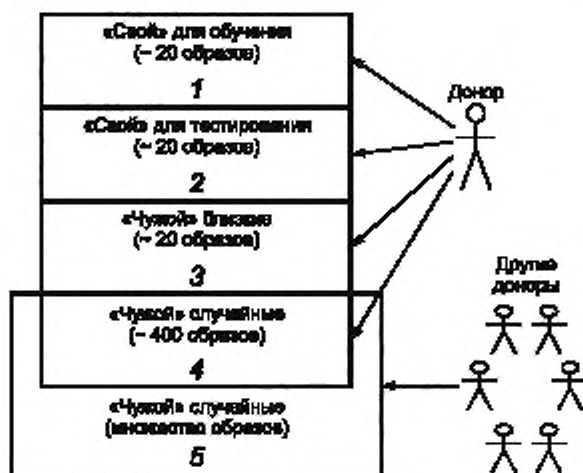 «Свой» для обучения
(~ 20 образов)
1
Донор
«Свой» для тестирования
(~ 20 образов)
2
«Чужой» близкие
(~ 20 образов)
3
Другие
доноры
«Чужой» случайные
(~ 400 образов)
4
«Чужой» случайные
(множество образов)
5